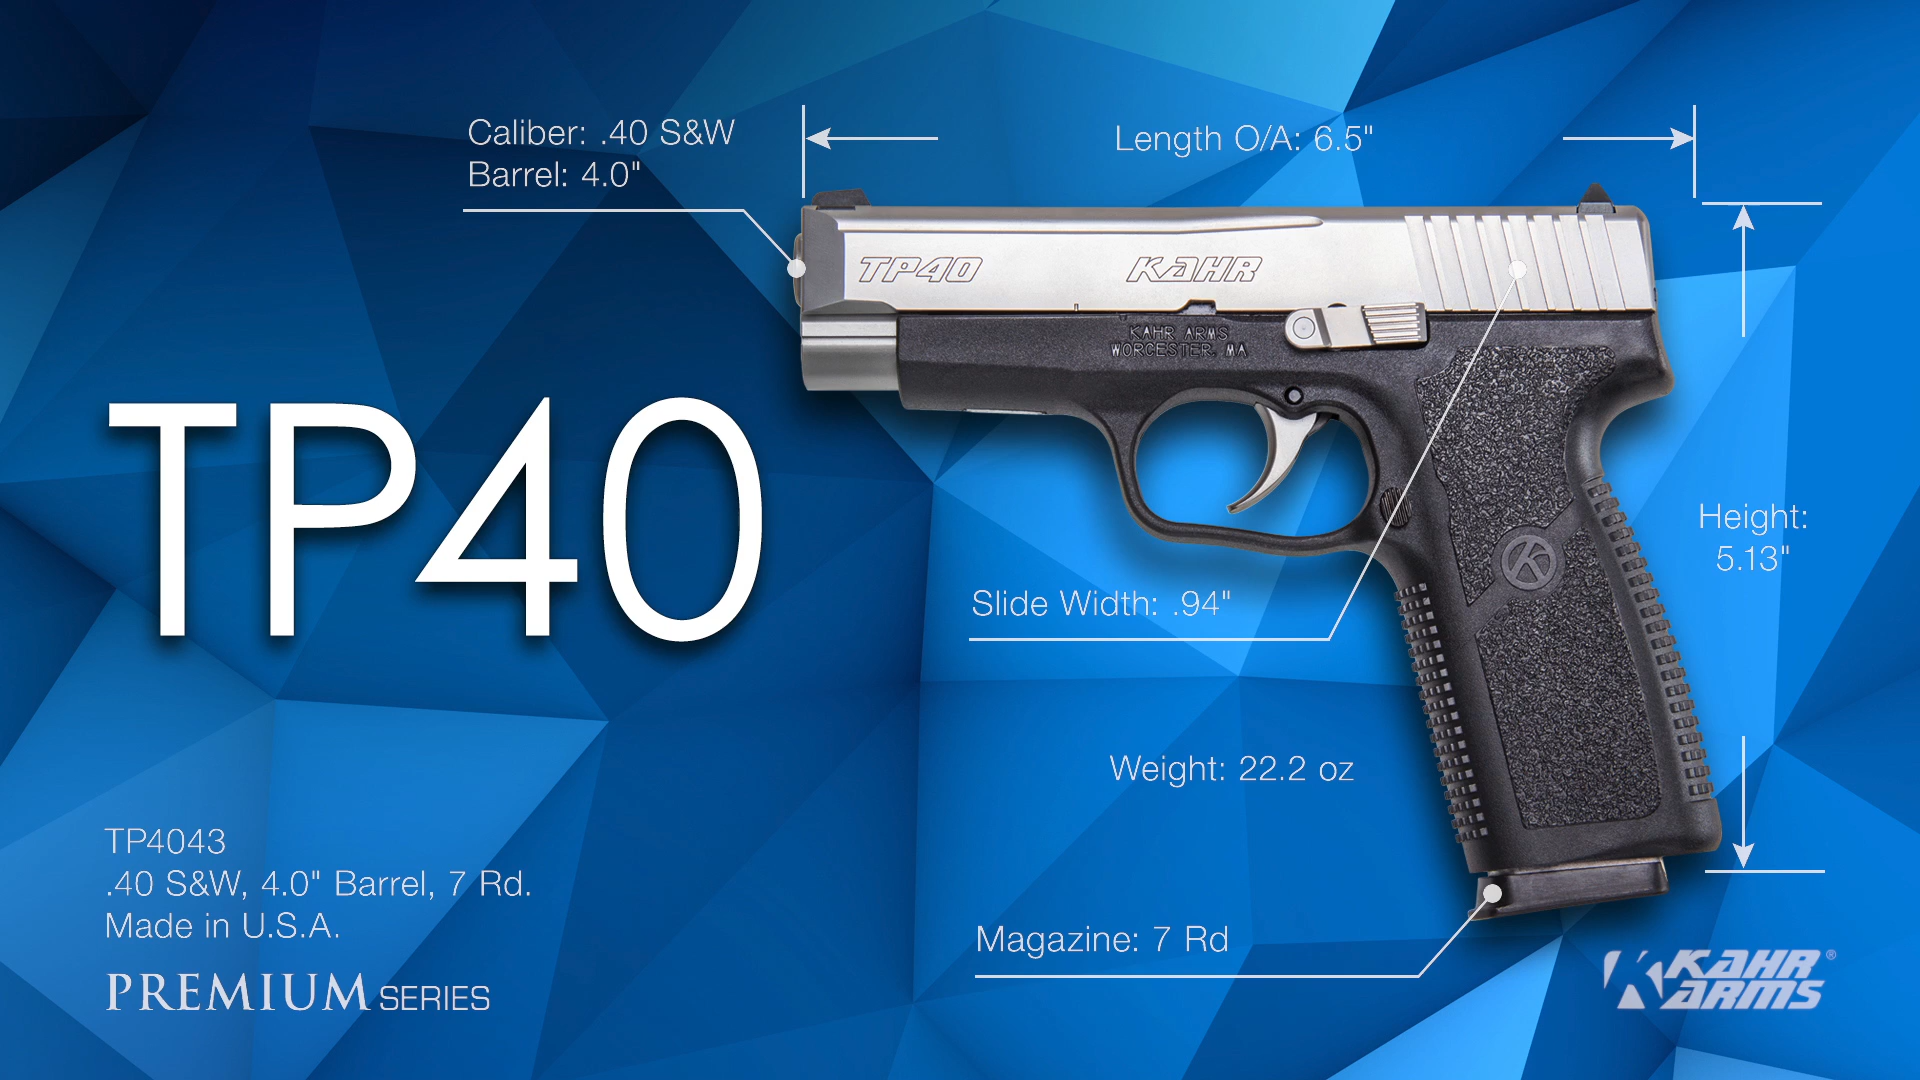 Caliber: .40 S&W
Barrel: 4.0"
Length O/A: 6.5"
TP40
KAHR
KAHR ARMS
WORCESTER, MA
TP40
Height:
5.13"
Slide Width: .94"
Weight: 22.2 oz
TP4043
.40 S&W, 4.0" Barrel, 7 Rd.
Made in U.S.A.
PREMIUM SERIES
Magazine: 7 Rd
K KAHR®
ARMS